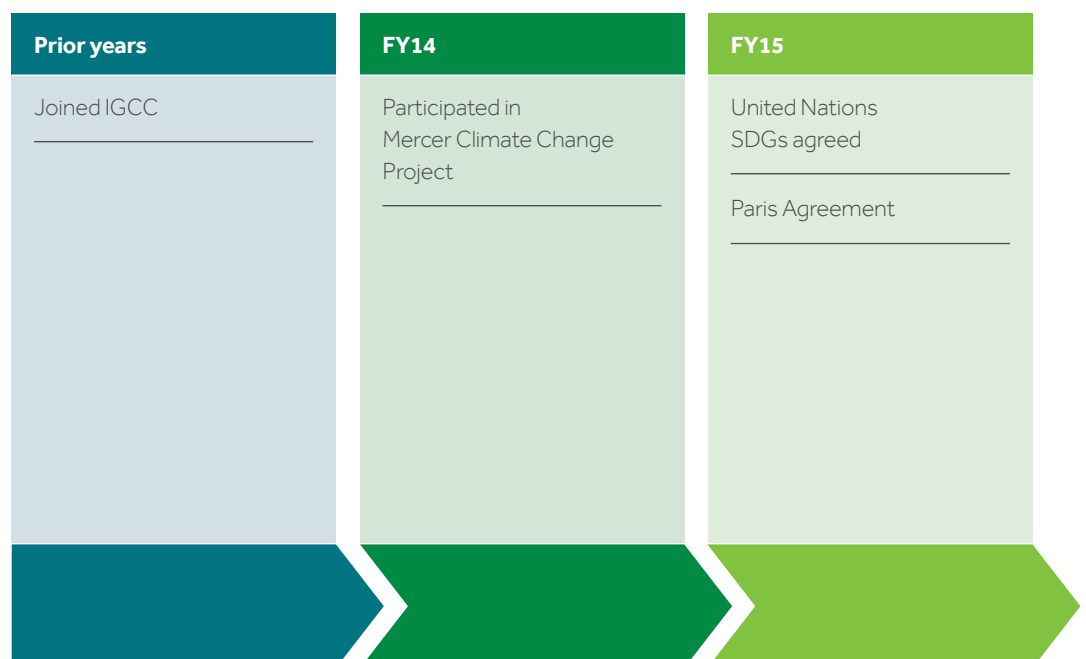 Prior years
Joined IGCC
FY14
Participated in
Mercer Climate Change
Project
FY15
United Nations
SDGs agreed
Paris Agreement